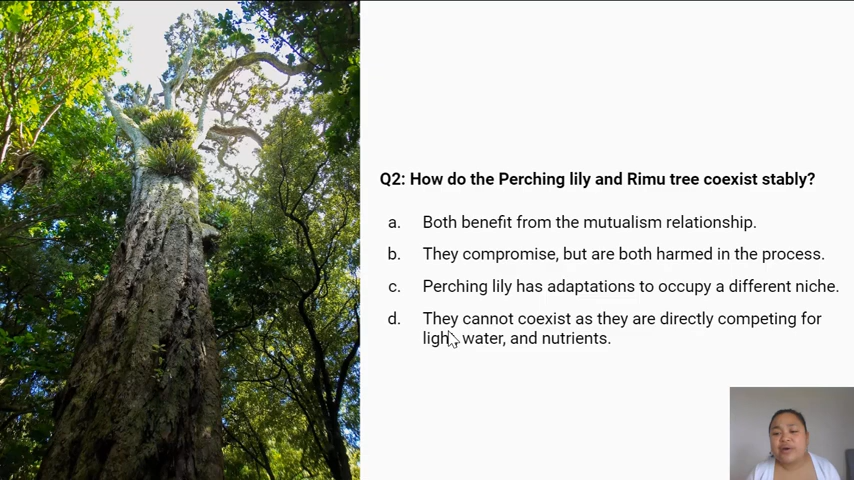 Q2: How do the Perching lily and Rimu tree coexist stably?
a. Both benefit from the mutualism relationship.
b. They compromise, but are both harmed in the process.
c. Perching lily has adaptations to occupy a different niche.
d. They cannot coexist as they are directly competing for
light, water, and nutrients.